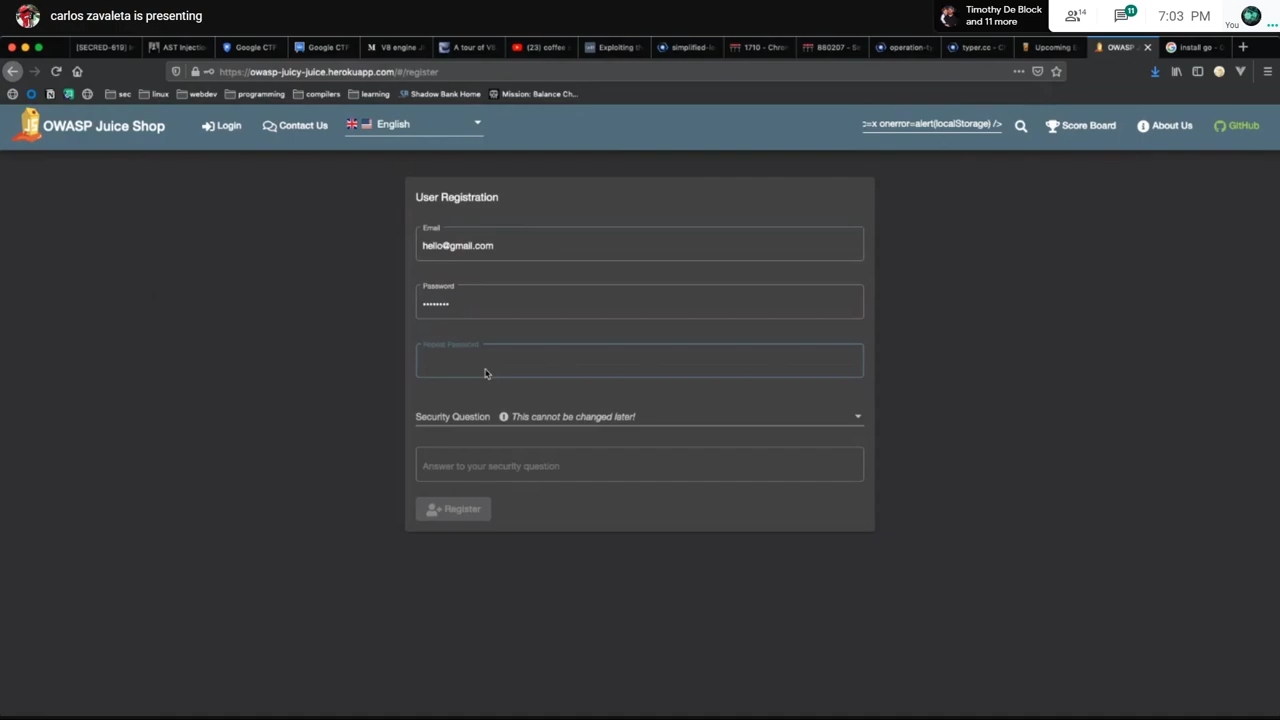 carlos zavaleta is presenting
Timothy De Block
and 11 more
14
11
7:03 PM
You
[SECRED-619]
AST Injectio
Google CTF
Google CTF
V8 engine
A tour of V8
(23) coffee
Exploiting th
simplified-le
1710 - Chro
880207 - Se
operation-ty
typer.cc - C
Upcoming E
OWASP
install go - G
https://owasp-juicy-juice.herokuapp.com/#/register
sec
linux
webdev
programming
compilers
learning
Shadow Bank Home
Mission: Balance Ch...
OWASP Juice Shop
Login
Contact Us
English
:=x onerror=alert(localStorage) />
Score Board
About Us
GitHub
User Registration
Email
hello@gmail.com
Password
••••••••
Repeat Password
Security Question
This cannot be changed later!
Answer to your security question
Register